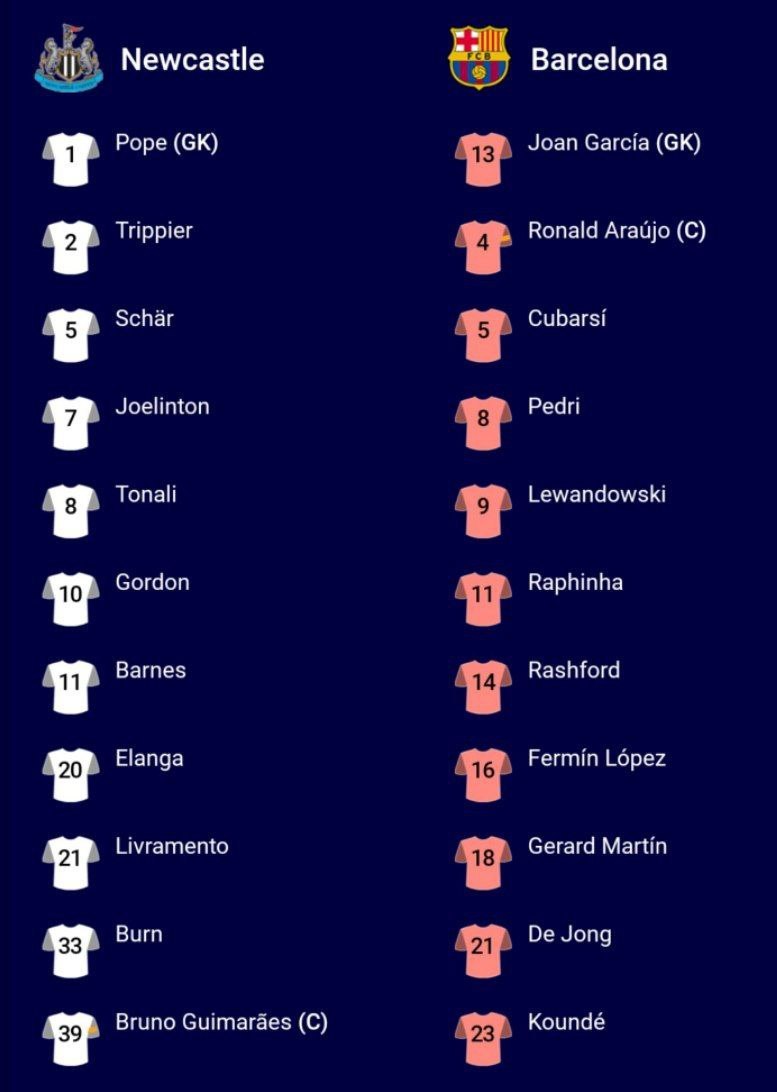 Newcastle
FCB
Barcelona
1 Pope (GK)
13 Joan García (GK)
2 Trippier
4 Ronald Araújo (C)
5 Schär
5 Cubarsí
7 Joelinton
8 Pedri
8 Tonali
9 Lewandowski
10 Gordon
11 Raphinha
11 Barnes
14 Rashford
20 Elanga
16 Fermín López
21 Livramento
18 Gerard Martín
33 Burn
21 De Jong
39 Bruno Guimarães (C)
23 Koundé